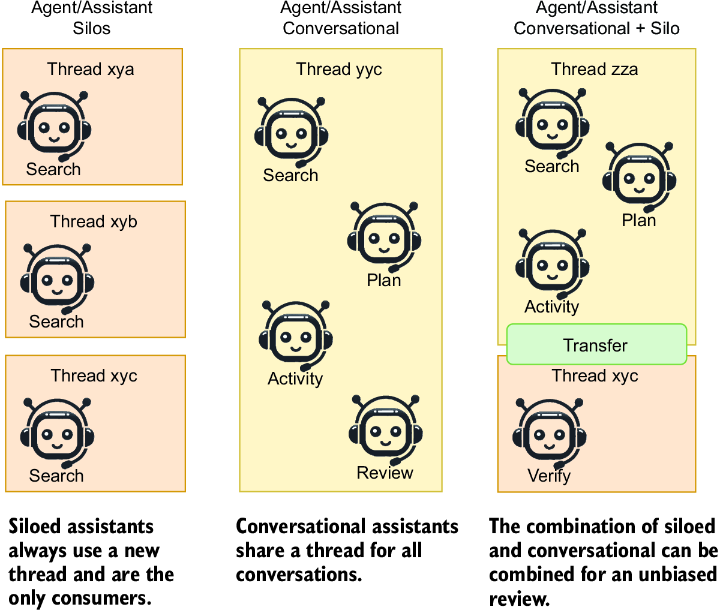 Agent/Assistant
Silos
Thread xya
Search
Thread xyb
Search
Thread xyc
Search
Siloed assistants
always use a new
thread and are the
only consumers.
Agent/Assistant
Conversational
Thread yyc
Search
Plan
Activity
Review
Conversational assistants
share a thread for all
conversations.
Agent/Assistant
Conversational + Silo
Thread zza
Search
Plan
Activity
Transfer
Thread xyc
Verify
The combination of siloed
and conversational can be
combined for an unbiased
review.